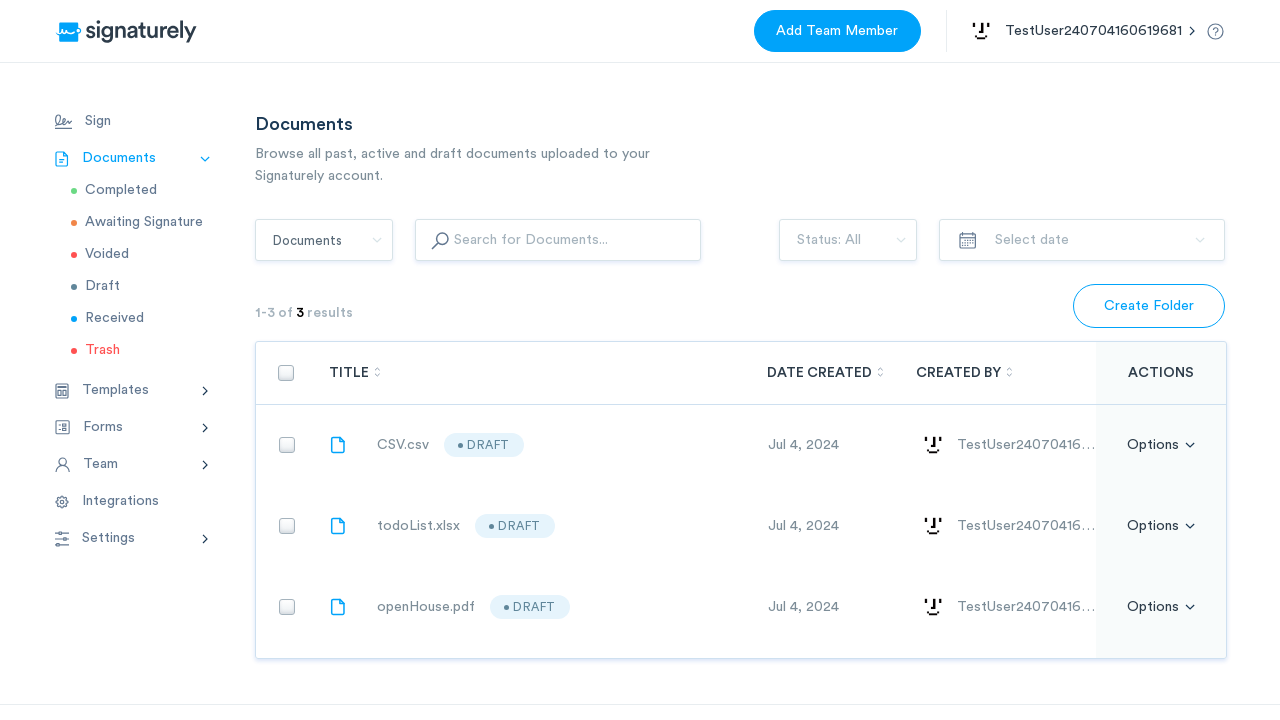 signaturely
Add Team Member
TestUser240704160619681
Sign
Documents
Completed
Awaiting Signature
Voided
Draft
Received
Trash
Templates
Forms
Team
Integrations
Settings
Documents
Browse all past, active and draft documents uploaded to your
Signaturely account.
Documents
Search for Documents...
Status: All
Select date
1-3 of 3 results
Create Folder
TITLE DATE CREATED CREATED BY ACTIONS
CSV.csv DRAFT Jul 4, 2024 TestUser24070416... Options
todoList.xlsx DRAFT Jul 4, 2024 TestUser24070416... Options
openHouse.pdf DRAFT Jul 4, 2024 TestUser24070416... Options